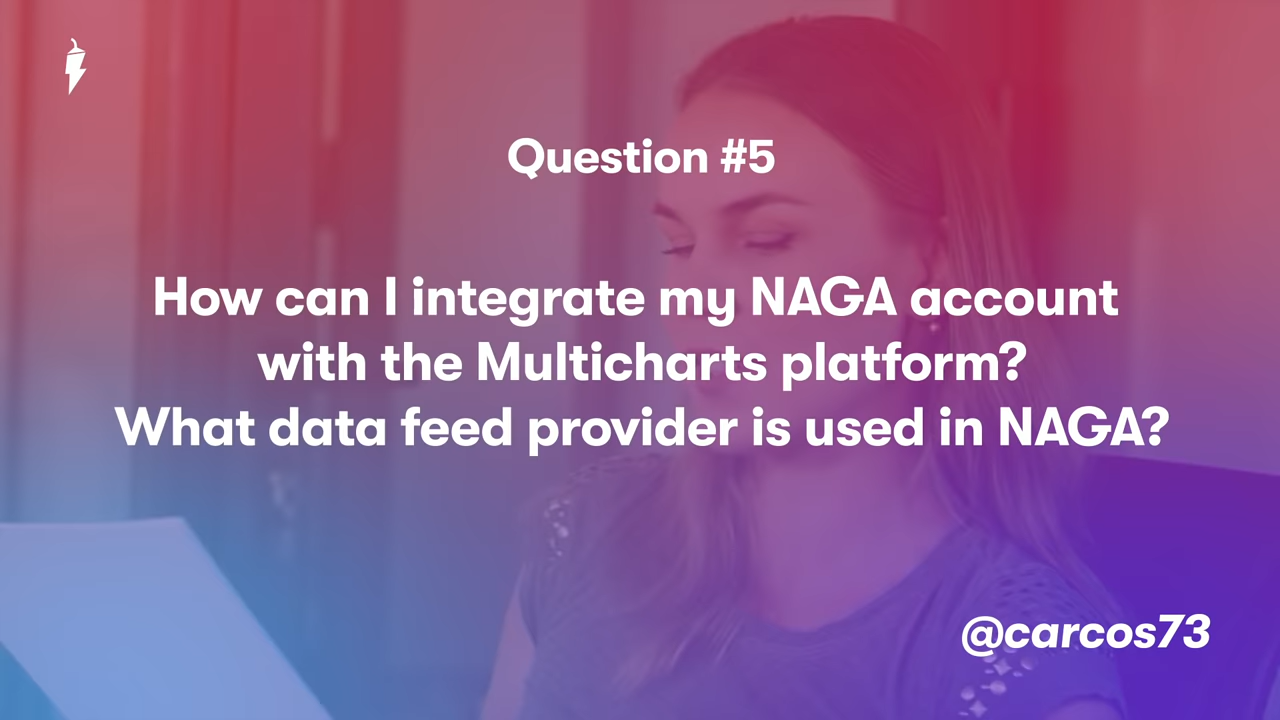 Question #5
How can I integrate my NAGA account
with the Multicharts platform?
What data feed provider is used in NAGA?
@carcos73